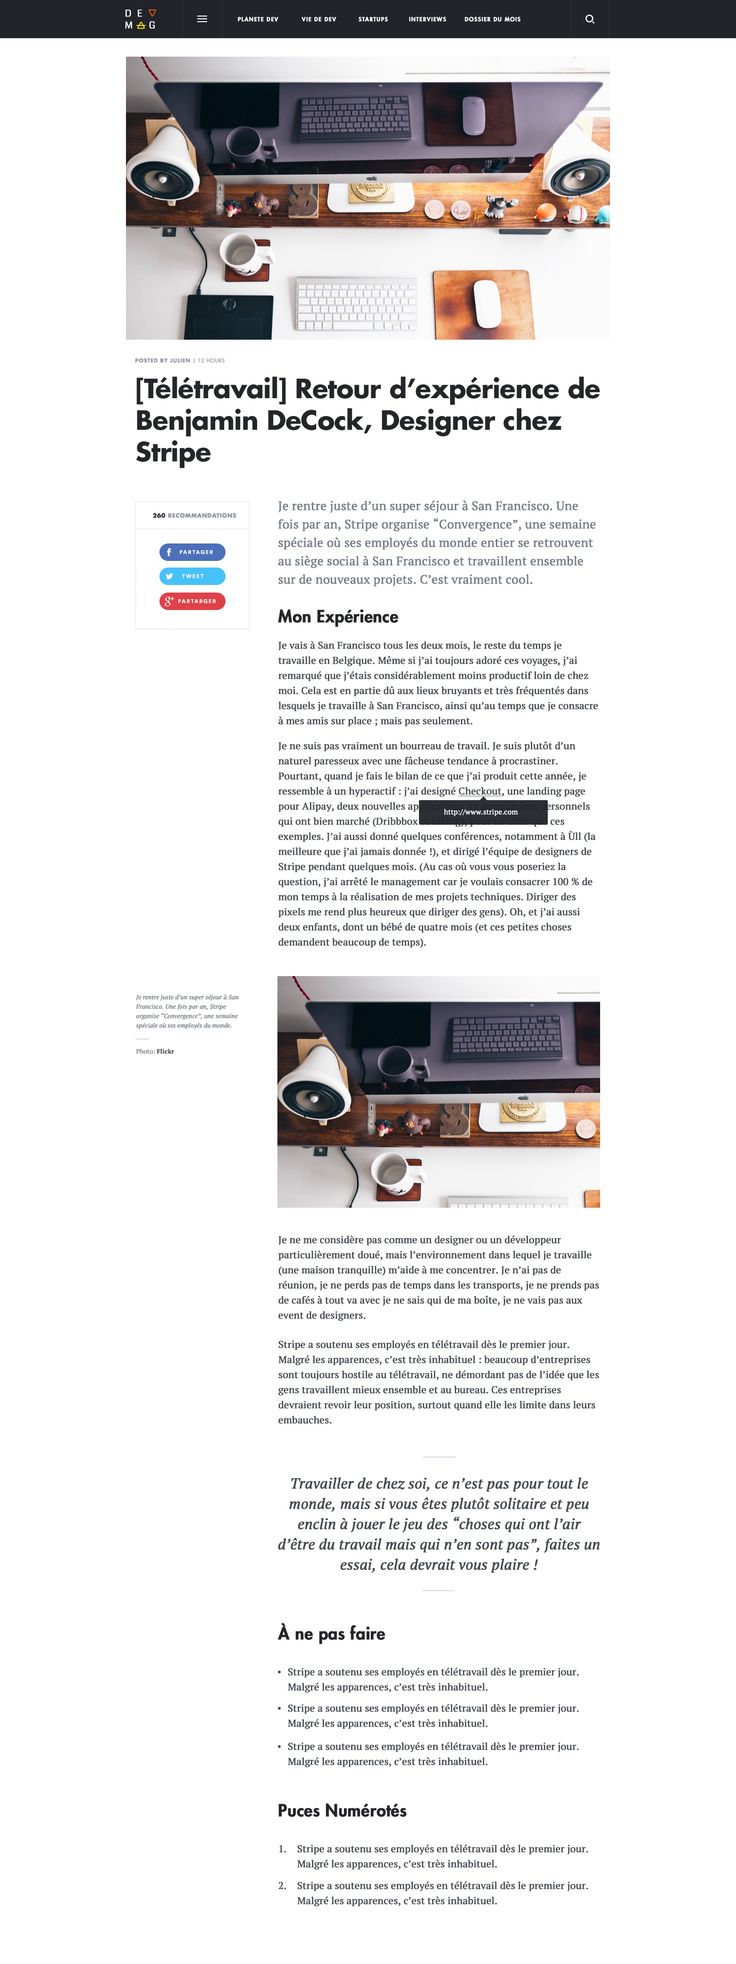 DEV
MAG
PLANETE DEV
VIE DE DEV
STARTUPS
INTERVIEWS
DOSSIER DU MOIS
POSTED BY JULIEN | 12 HOURS
[Télétravail] Retour d’expérience de
Benjamin DeCock, Designer chez
Stripe
260 RECOMMANDATIONS
PARTAGER
TWEET
PARTARGER
Je rentre juste d’un super séjour à San Francisco. Une
fois par an, Stripe organise “Convergence”, une semaine
spéciale où ses employés du monde entier se retrouvent
au siège social à San Francisco et travaillent ensemble
sur de nouveaux projets. C’est vraiment cool.
Mon Expérience
Je vais à San Francisco tous les deux mois, le reste du temps je
travaille en Belgique. Même si j’ai toujours adoré ces voyages, j’ai
remarqué que j’étais considérablement moins productif loin de chez
moi. Cela est en partie dû aux lieux bruyants et très fréquentés dans
lesquels je travaille à San Francisco, ainsi qu’au temps que je consacre
à mes amis sur place ; mais pas seulement.
Je ne suis pas vraiment un bourreau de travail. Je suis plutôt d’un
naturel paresseux avec une fâcheuse tendance à procrastiner.
Pourtant, quand je fais le bilan de ce que j’ai produit cette année, je
ressemble à un hyperactif : j’ai designé Checkout, une landing page
pour Alipay, deux nouvelles
http://www.stripe.com
qui ont bien marché (Dribbbox ces
exemples. J’ai aussi donné quelques conférences, notamment à Ùll (la
meilleure que j’ai jamais donnée !), et dirigé l’équipe de designers de
Stripe pendant quelques mois. (Au cas où vous vous poseriez la
question, j’ai arrêté le management car je voulais consacrer 100 % de
mon temps à la réalisation de mes projets techniques. Diriger des
pixels me rend plus heureux que diriger des gens). Oh, et j’ai aussi
deux enfants, dont un bébé de quatre mois (et ces petites choses
demandent beaucoup de temps).
Je rentre juste d’un super séjour à San
Francisco. Une fois par an, Stripe
organise “Convergence”, une semaine
spéciale où ses employés du monde.
Photo: Flickr
Je ne me considère pas comme un designer ou un développeur
particulièrement doué, mais l’environnement dans lequel je travaille
(une maison tranquille) m’aide à me concentrer. Je n’ai pas de
réunion, je ne perds pas de temps dans les transports, je ne prends pas
de cafés à tout va avec je ne sais qui de ma boîte, je ne vais pas aux
event de designers.
Stripe a soutenu ses employés en télétravail dès le premier jour.
Malgré les apparences, c’est très inhabituel : beaucoup d’entreprises
sont toujours hostile au télétravail, ne démordant pas de l’idée que les
gens travaillent mieux ensemble et au bureau. Ces entreprises
devraient revoir leur position, surtout quand elle les limite dans leurs
embauches.
Travailler de chez soi, ce n’est pas pour tout le
monde, mais si vous êtes plutôt solitaire et peu
enclin à jouer le jeu des “choses qui ont l’air
d’être du travail mais qui n’en sont pas”, faites un
essai, cela devrait vous plaire !
À ne pas faire
• Stripe a soutenu ses employés en télétravail dès le premier jour.
Malgré les apparences, c’est très inhabituel.
• Stripe a soutenu ses employés en télétravail dès le premier jour.
Malgré les apparences, c’est très inhabituel.
• Stripe a soutenu ses employés en télétravail dès le premier jour.
Malgré les apparences, c’est très inhabituel.
Puces Numérotés
1. Stripe a soutenu ses employés en télétravail dès le premier jour.
Malgré les apparences, c’est très inhabituel.
2. Stripe a soutenu ses employés en télétravail dès le premier jour.
Malgré les apparences, c’est très inhabituel.